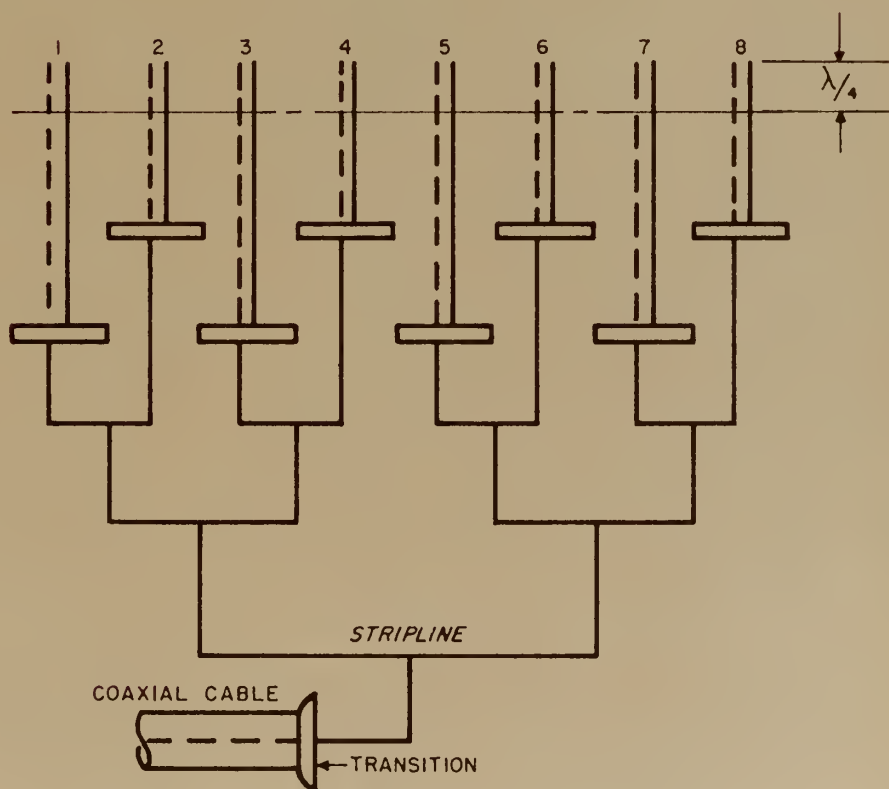 1 2 3 4 5 6 7 8
λ/4
STRIPLINE
COAXIAL CABLE
TRANSITION